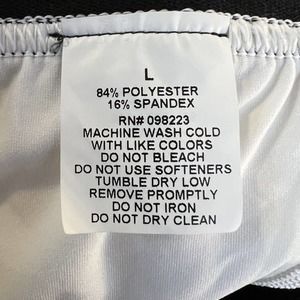 L
84% POLYESTER
16% SPANDEX
RN# 098223
MACHINE WASH COLD
WITH LIKE COLORS
DO NOT BLEACH
DO NOT USE SOFTENERS
TUMBLE DRY LOW
REMOVE PROMPTLY
DO NOT IRON
DO NOT DRY CLEAN